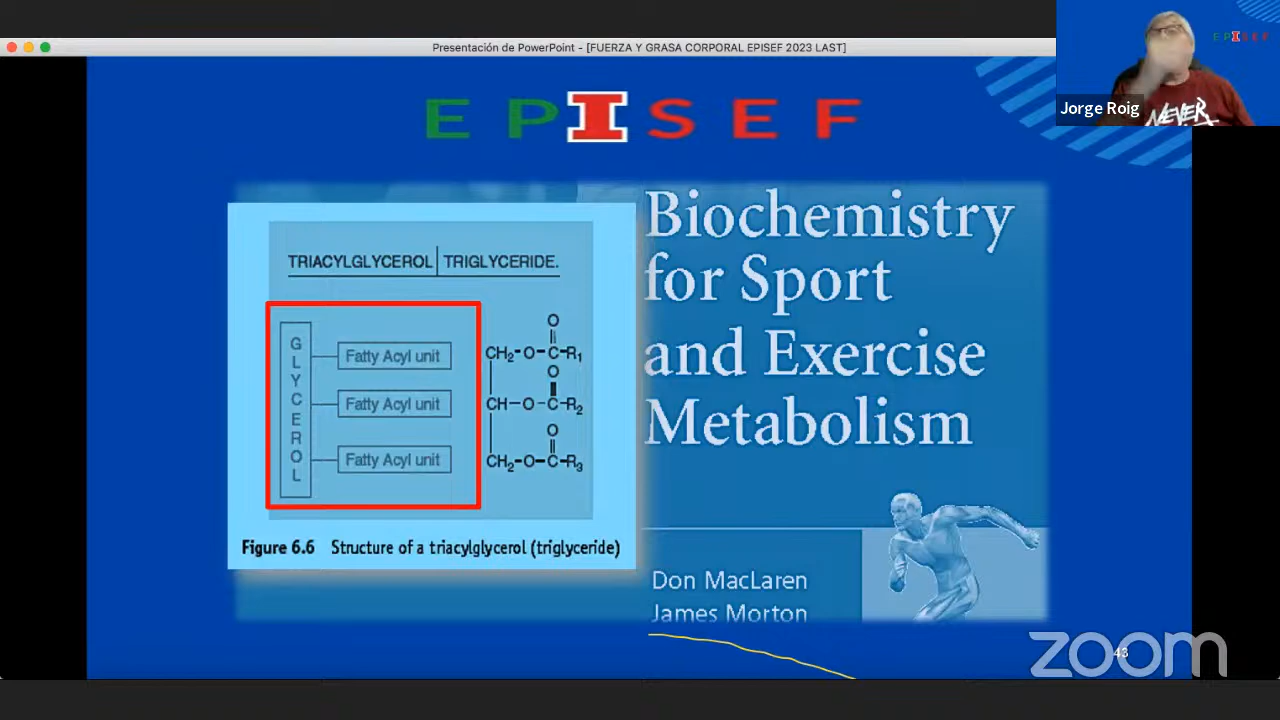 Presentación de PowerPoint - [FUERZA Y GRASA CORPORAL EPISEF 2023 LAST]
EPISEF
Jorge Roig
NEVER
EPISEF
TRIACYLGLYCEROL TRIGLYCERIDE.
GLYCEROL
Fatty Acyl unit
Fatty Acyl unit
Fatty Acyl unit
O
CH2-O-C-R1
O
CH-O-C-R2
O
CH2-O-C-R3
Figure 6.6 Structure of a triacylglycerol (triglyceride)
Biochemistry
for Sport
and Exercise
Metabolism
Don MacLaren
James Morton
43
zoom